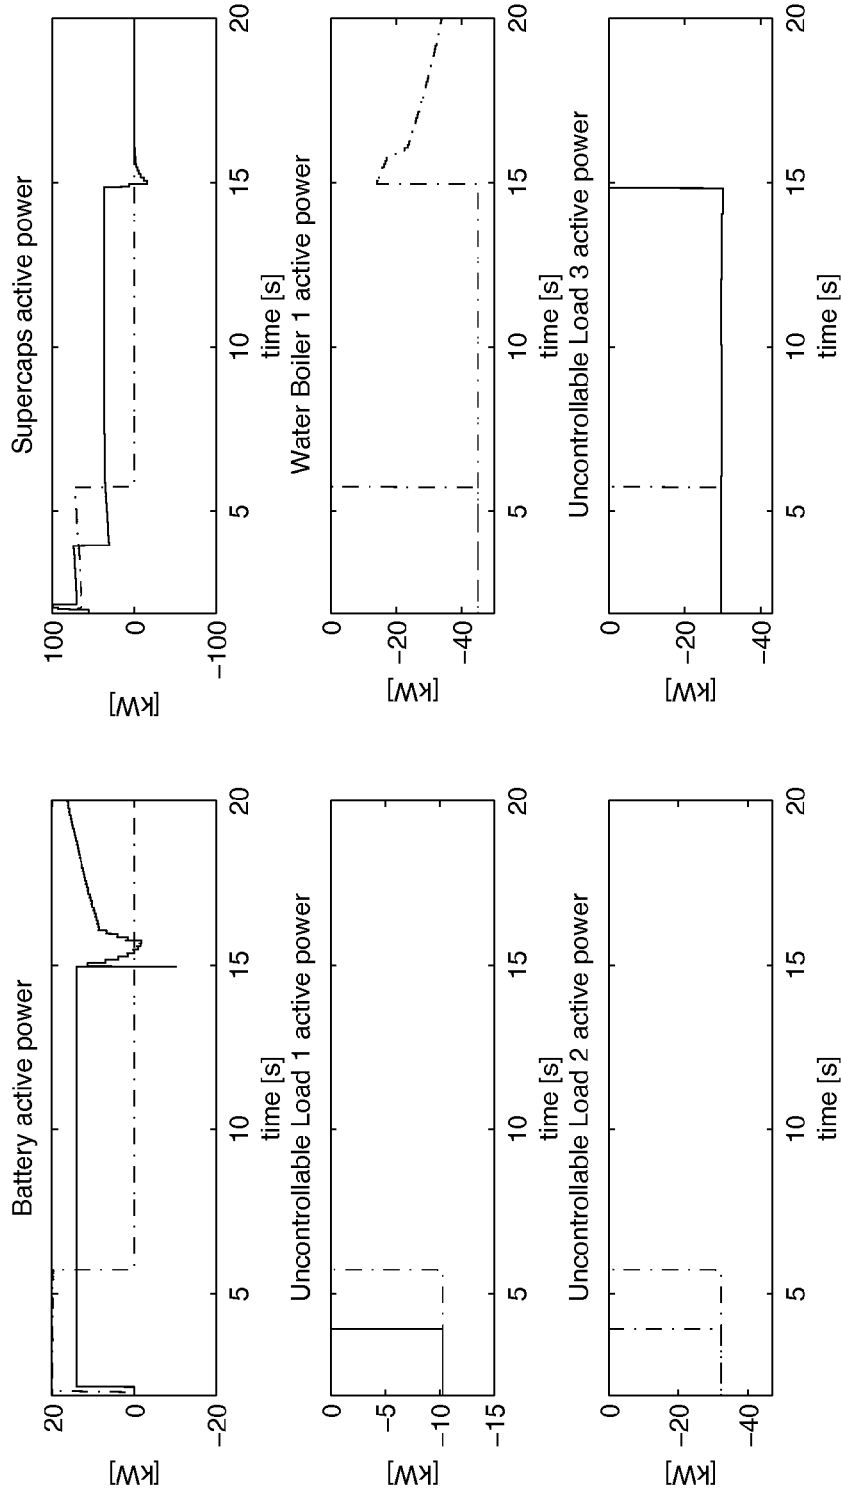 Battery active power
20
0
−20
[kW]
5
10
15
20
time [s]
Supercaps active power
100
0
−100
[kW]
5
10
15
20
time [s]
Uncontrollable Load 1 active power
0
−5
−10
−15
[kW]
5
10
15
20
time [s]
Water Boiler 1 active power
0
−20
−40
[kW]
5
10
15
20
time [s]
Uncontrollable Load 2 active power
0
−20
−40
[kW]
5
10
15
20
time [s]
Uncontrollable Load 3 active power
0
−20
−40
[kW]
5
10
15
20
time [s]